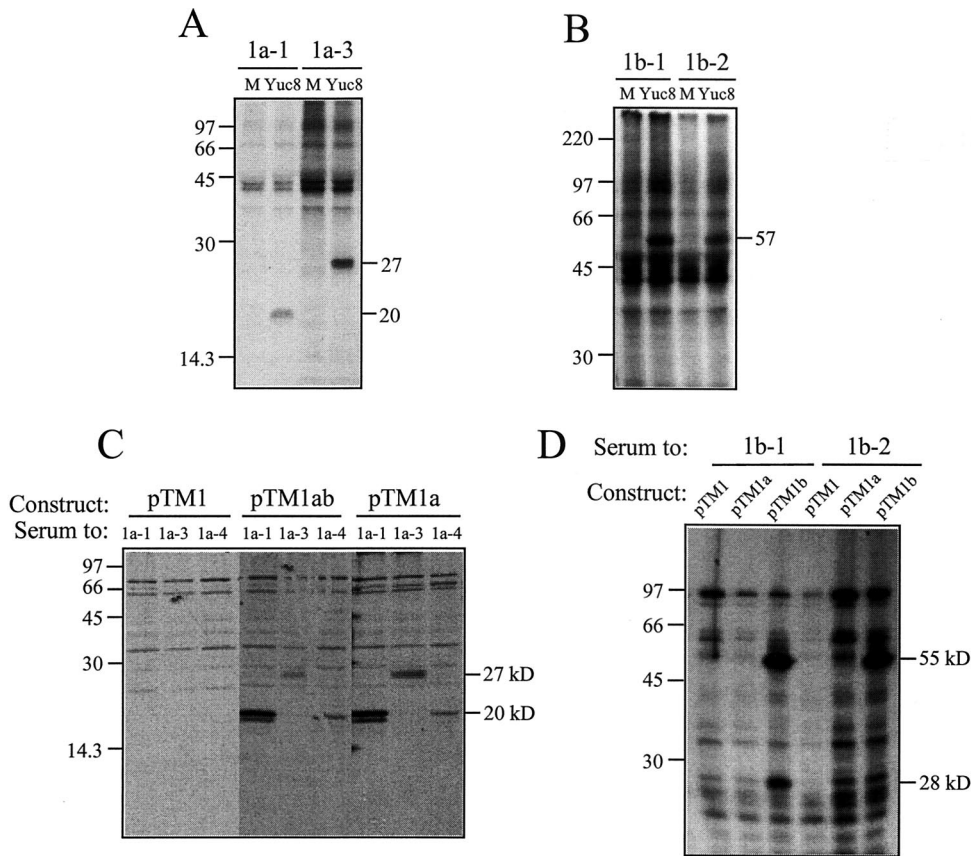 A
1a-1 1a-3
M Yuc8 M Yuc8
97
66
45
30
27
20
14.3
B
1b-1 1b-2
M Yuc8 M Yuc8
220
97
66
57
45
30
C
Construct: pTM1 pTM1ab pTM1a
Serum to: 1a-1 1a-3 1a-4 1a-1 1a-3 1a-4 1a-1 1a-3 1a-4
97
66
45
30
27 kD
20 kD
14.3
D
Serum to: 1b-1 1b-2
Construct: pTM1 pTM1a pTM1b pTM1 pTM1a pTM1b
97
66
55 kD
45
30
28 kD